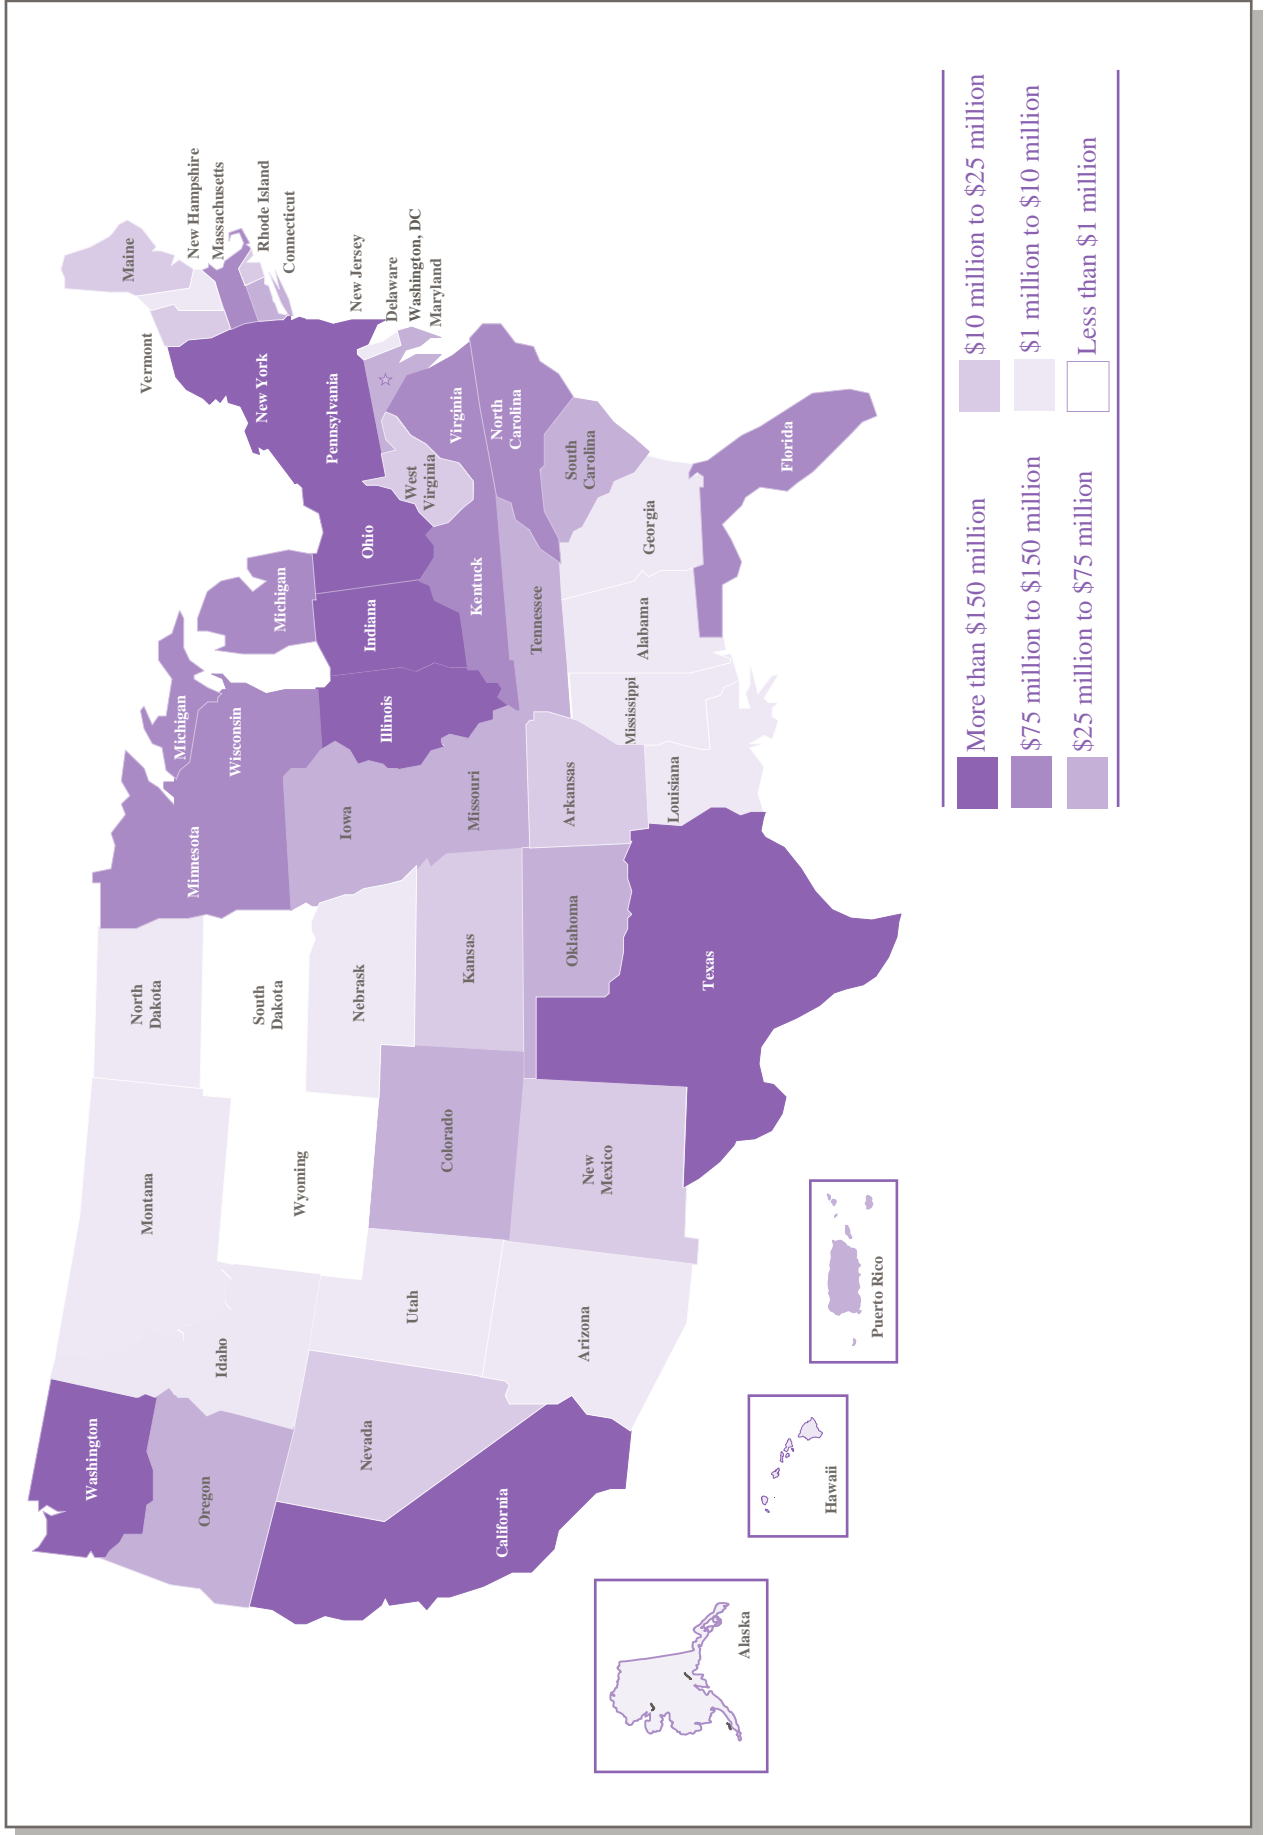 Washington
Oregon
California
Nevada
Idaho
Montana
Wyoming
Utah
Arizona
Colorado
New
Mexico
North
Dakota
South
Dakota
Nebrask
Kansas
Oklahoma
Texas
Minnesota
Iowa
Missouri
Arkansas
Louisiana
Wisconsin
Michigan
Michigan
Illinois
Indiana
Ohio
Kentuck
Tennessee
Mississippi
Alabama
Georgia
Florida
South
Carolina
North
Carolina
Virginia
West
Virginia
Pennsylvania
New York
Vermont
Maine
New Hampshire
Massachusetts
Rhode Island
Connecticut
New Jersey
Delaware
Washington, DC
Maryland
Alaska
Hawaii
Puerto Rico
More than $150 million
$75 million to $150 million
$25 million to $75 million
$10 million to $25 million
$1 million to $10 million
Less than $1 million